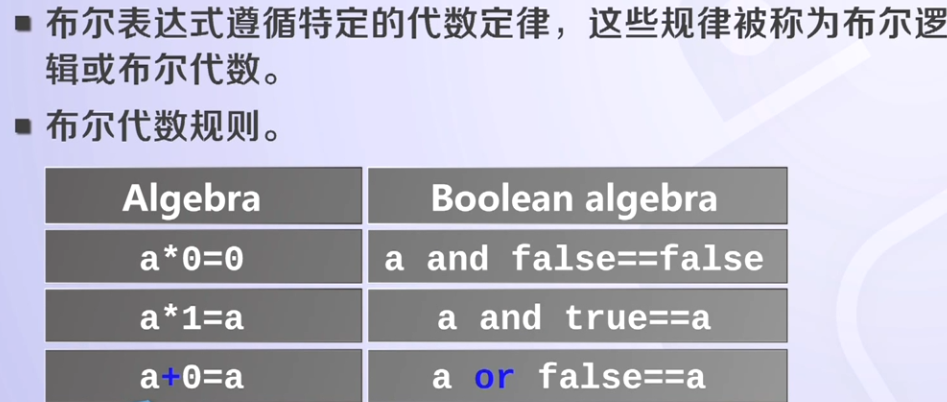 布尔表达式遵循特定的代数定律，这些规律被称为布尔逻
辑或布尔代数。
布尔代数规则。
Algebra Boolean algebra
a*0=0 a and false==false
a*1=a a and true==a
a+0=a a or false==a